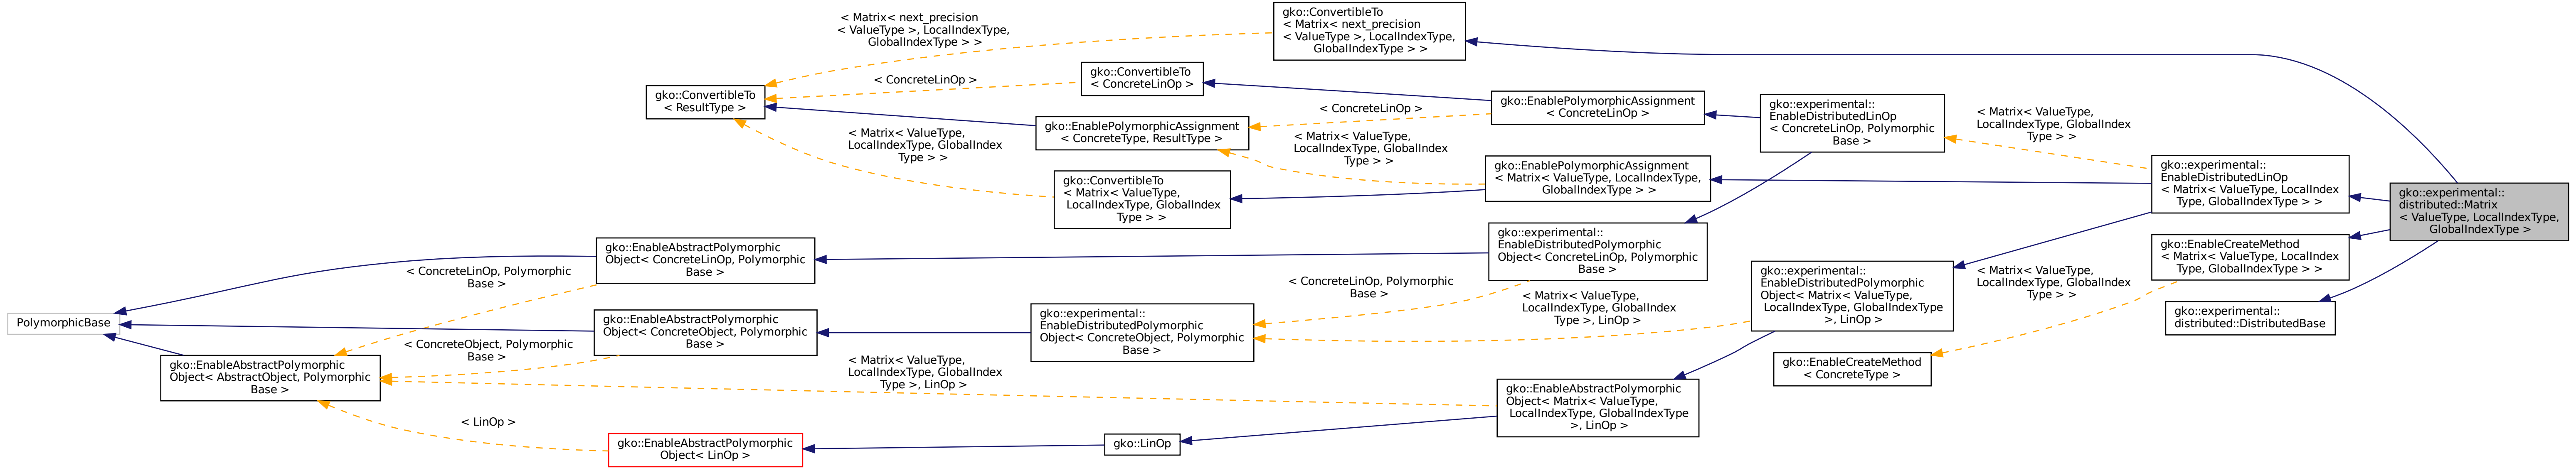 gko::ConvertibleTo
< Matrix< next_precision
< ValueType >, LocalIndexType,
GlobalIndexType > >
< Matrix< next_precision
< ValueType >, LocalIndexType,
GlobalIndexType > >
gko::ConvertibleTo
< ConcreteLinOp >
< ConcreteLinOp >
gko::ConvertibleTo
< ResultType >
gko::EnablePolymorphicAssignment
< ConcreteLinOp >
gko::experimental::
EnableDistributedLinOp
< ConcreteLinOp, Polymorphic
Base >
< ConcreteLinOp >
gko::EnablePolymorphicAssignment
< ConcreteType, ResultType >
< Matrix< ValueType,
LocalIndexType, GlobalIndex
Type > >
< Matrix< ValueType,
LocalIndexType, GlobalIndex
Type > >
< Matrix< ValueType,
LocalIndexType, GlobalIndex
Type > >
gko::EnablePolymorphicAssignment
< Matrix< ValueType, LocalIndexType,
GlobalIndexType > >
gko::experimental::
EnableDistributedLinOp
< Matrix< ValueType, LocalIndex
Type, GlobalIndexType > >
gko::ConvertibleTo
< Matrix< ValueType,
LocalIndexType, GlobalIndex
Type > >
gko::experimental::
distributed::Matrix
< ValueType, LocalIndexType,
GlobalIndexType >
gko::experimental::
EnableDistributedPolymorphic
Object< ConcreteLinOp, Polymorphic
Base >
gko::EnableAbstractPolymorphic
Object< ConcreteLinOp, Polymorphic
Base >
gko::EnableCreateMethod
< Matrix< ValueType, LocalIndex
Type, GlobalIndexType > >
< ConcreteLinOp, Polymorphic
Base >
< ConcreteLinOp, Polymorphic
Base >
gko::experimental::
EnableDistributedPolymorphic
Object< Matrix< ValueType,
LocalIndexType, GlobalIndexType
>, LinOp >
< Matrix< ValueType,
LocalIndexType, GlobalIndex
Type > >
< Matrix< ValueType,
LocalIndexType, GlobalIndex
Type >, LinOp >
gko::experimental::
distributed::DistributedBase
PolymorphicBase
gko::EnableAbstractPolymorphic
Object< ConcreteObject, Polymorphic
Base >
gko::experimental::
EnableDistributedPolymorphic
Object< ConcreteObject, Polymorphic
Base >
< ConcreteObject, Polymorphic
Base >
gko::EnableAbstractPolymorphic
Object< AbstractObject, Polymorphic
Base >
< Matrix< ValueType,
LocalIndexType, GlobalIndex
Type >, LinOp >
gko::EnableCreateMethod
< ConcreteType >
gko::EnableAbstractPolymorphic
Object< Matrix< ValueType,
LocalIndexType, GlobalIndexType
>, LinOp >
< LinOp >
gko::EnableAbstractPolymorphic
Object< LinOp >
gko::LinOp